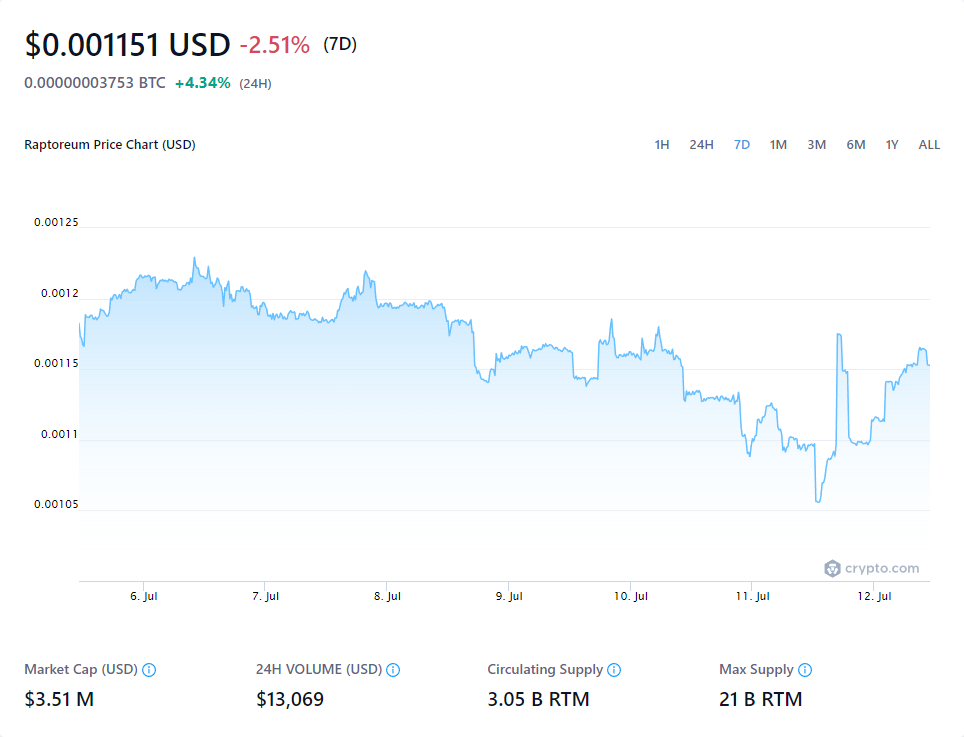 $0.001151 USD -2.51% (7D)
0.00000003753 BTC +4.34% (24H)
Raptoreum Price Chart (USD) 1H 24H 7D 1M 3M 6M 1Y ALL
0.00125
0.0012
0.00115
0.0011
0.00105
crypto.com
6. Jul 7. Jul 8. Jul 9. Jul 10. Jul 11. Jul 12. Jul
Market Cap (USD) 24H VOLUME (USD) Circulating Supply Max Supply
$3.51 M $13,069 3.05 B RTM 21 B RTM